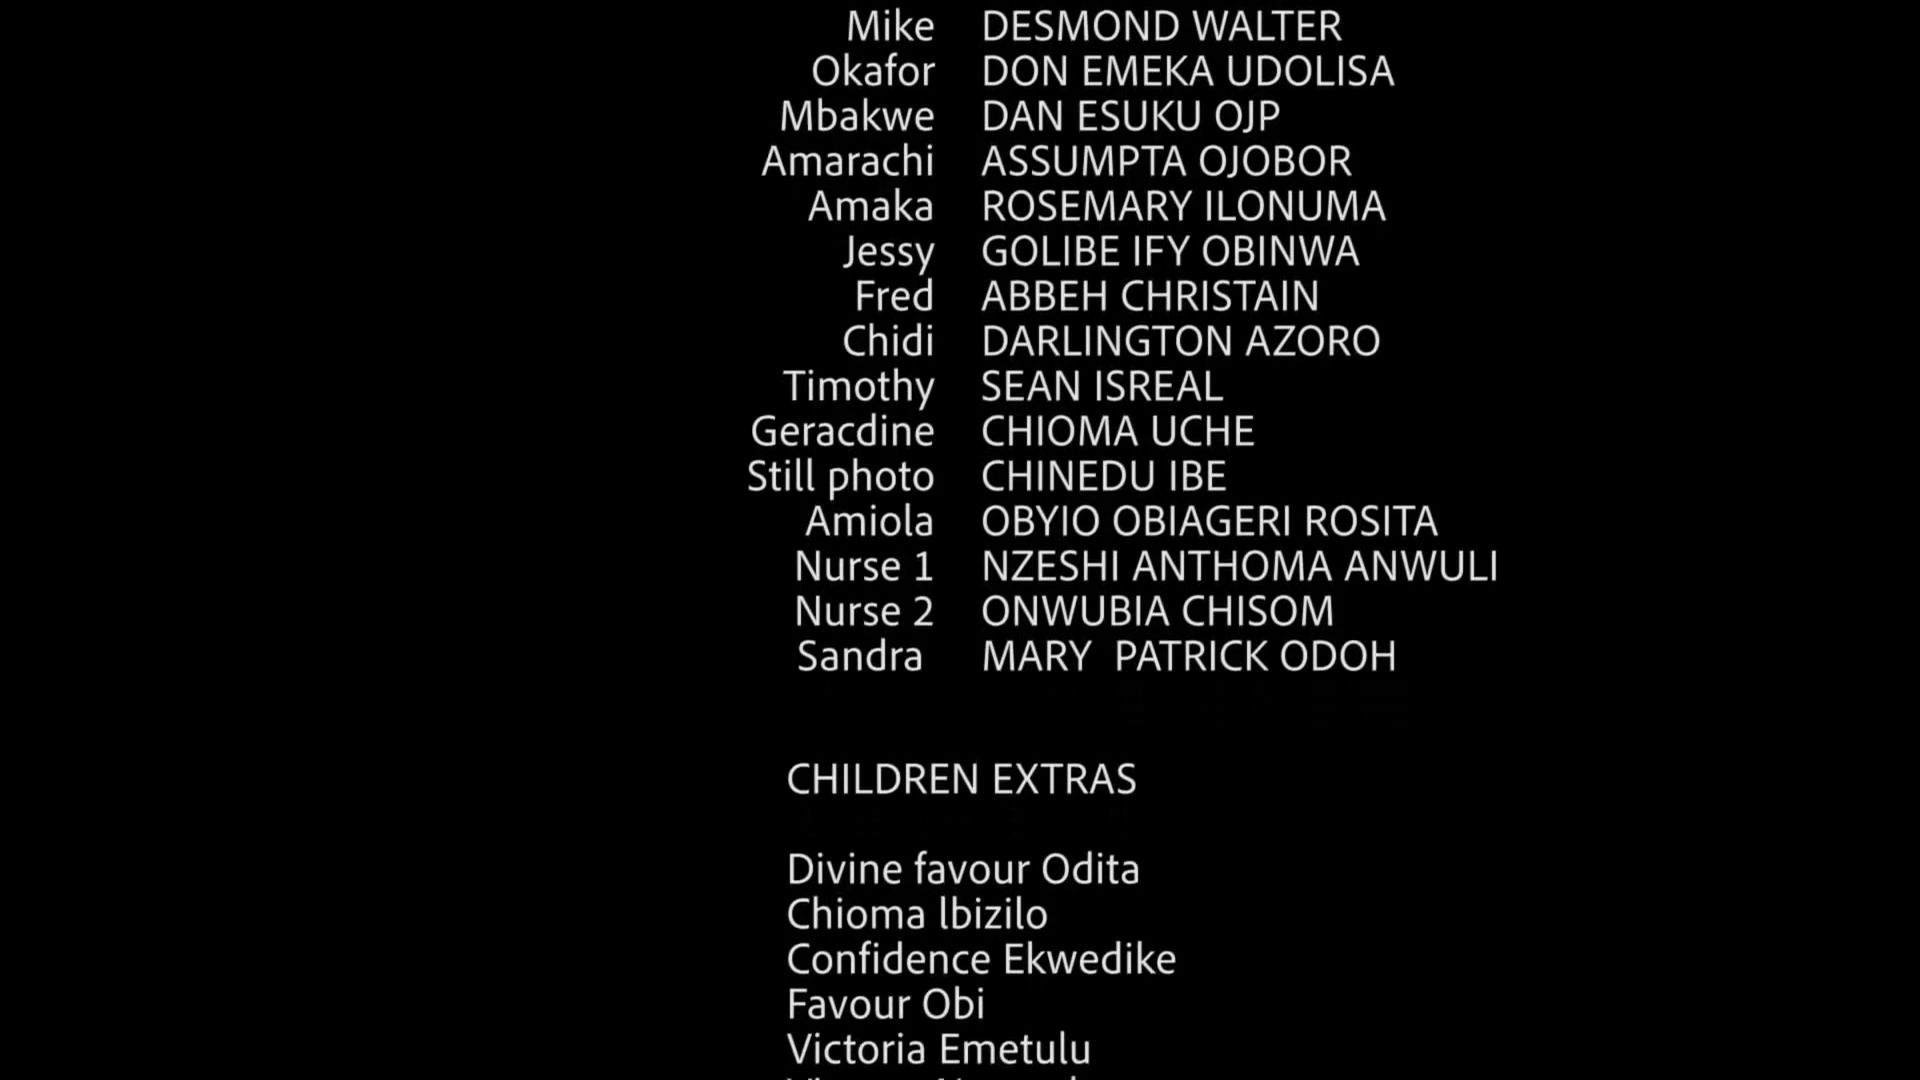 Mike DESMOND WALTER
Okafor DON EMEKA UDOLISA
Mbakwe DAN ESUKU OJP
Amarachi ASSUMPTA OJOBOR
Amaka ROSEMARY ILONUMA
Jessy GOLIBE IFY OBINWA
Fred ABBEH CHRISTAIN
Chidi DARLINGTON AZORO
Timothy SEAN ISREAL
Geracdine CHIOMA UCHE
Still photo CHINEDU IBE
Amiola OBYIO OBIAGERI ROSITA
Nurse 1 NZESHI ANTHOMA ANWULI
Nurse 2 ONWUBIA CHISOM
Sandra MARY PATRICK ODOH
CHILDREN EXTRAS
Divine favour Odita
Chioma lbizilo
Confidence Ekwedike
Favour Obi
Victoria Emetulu